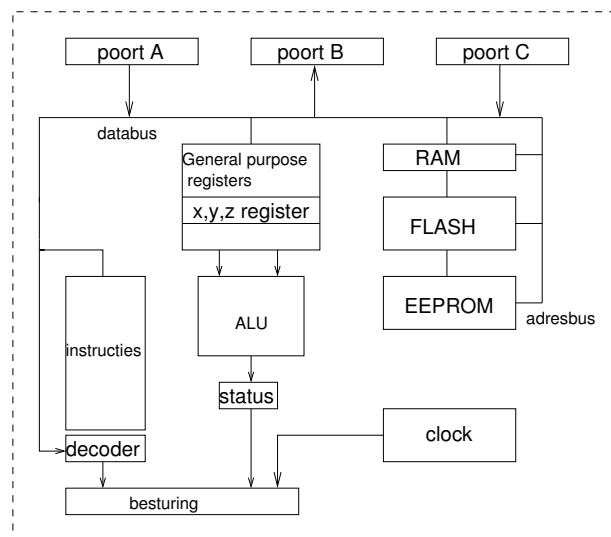 poort A
poort B
poort C
databus
General purpose
registers
x,y,z register
RAM
FLASH
EEPROM
adresbus
instructies
ALU
status
decoder
clock
besturing